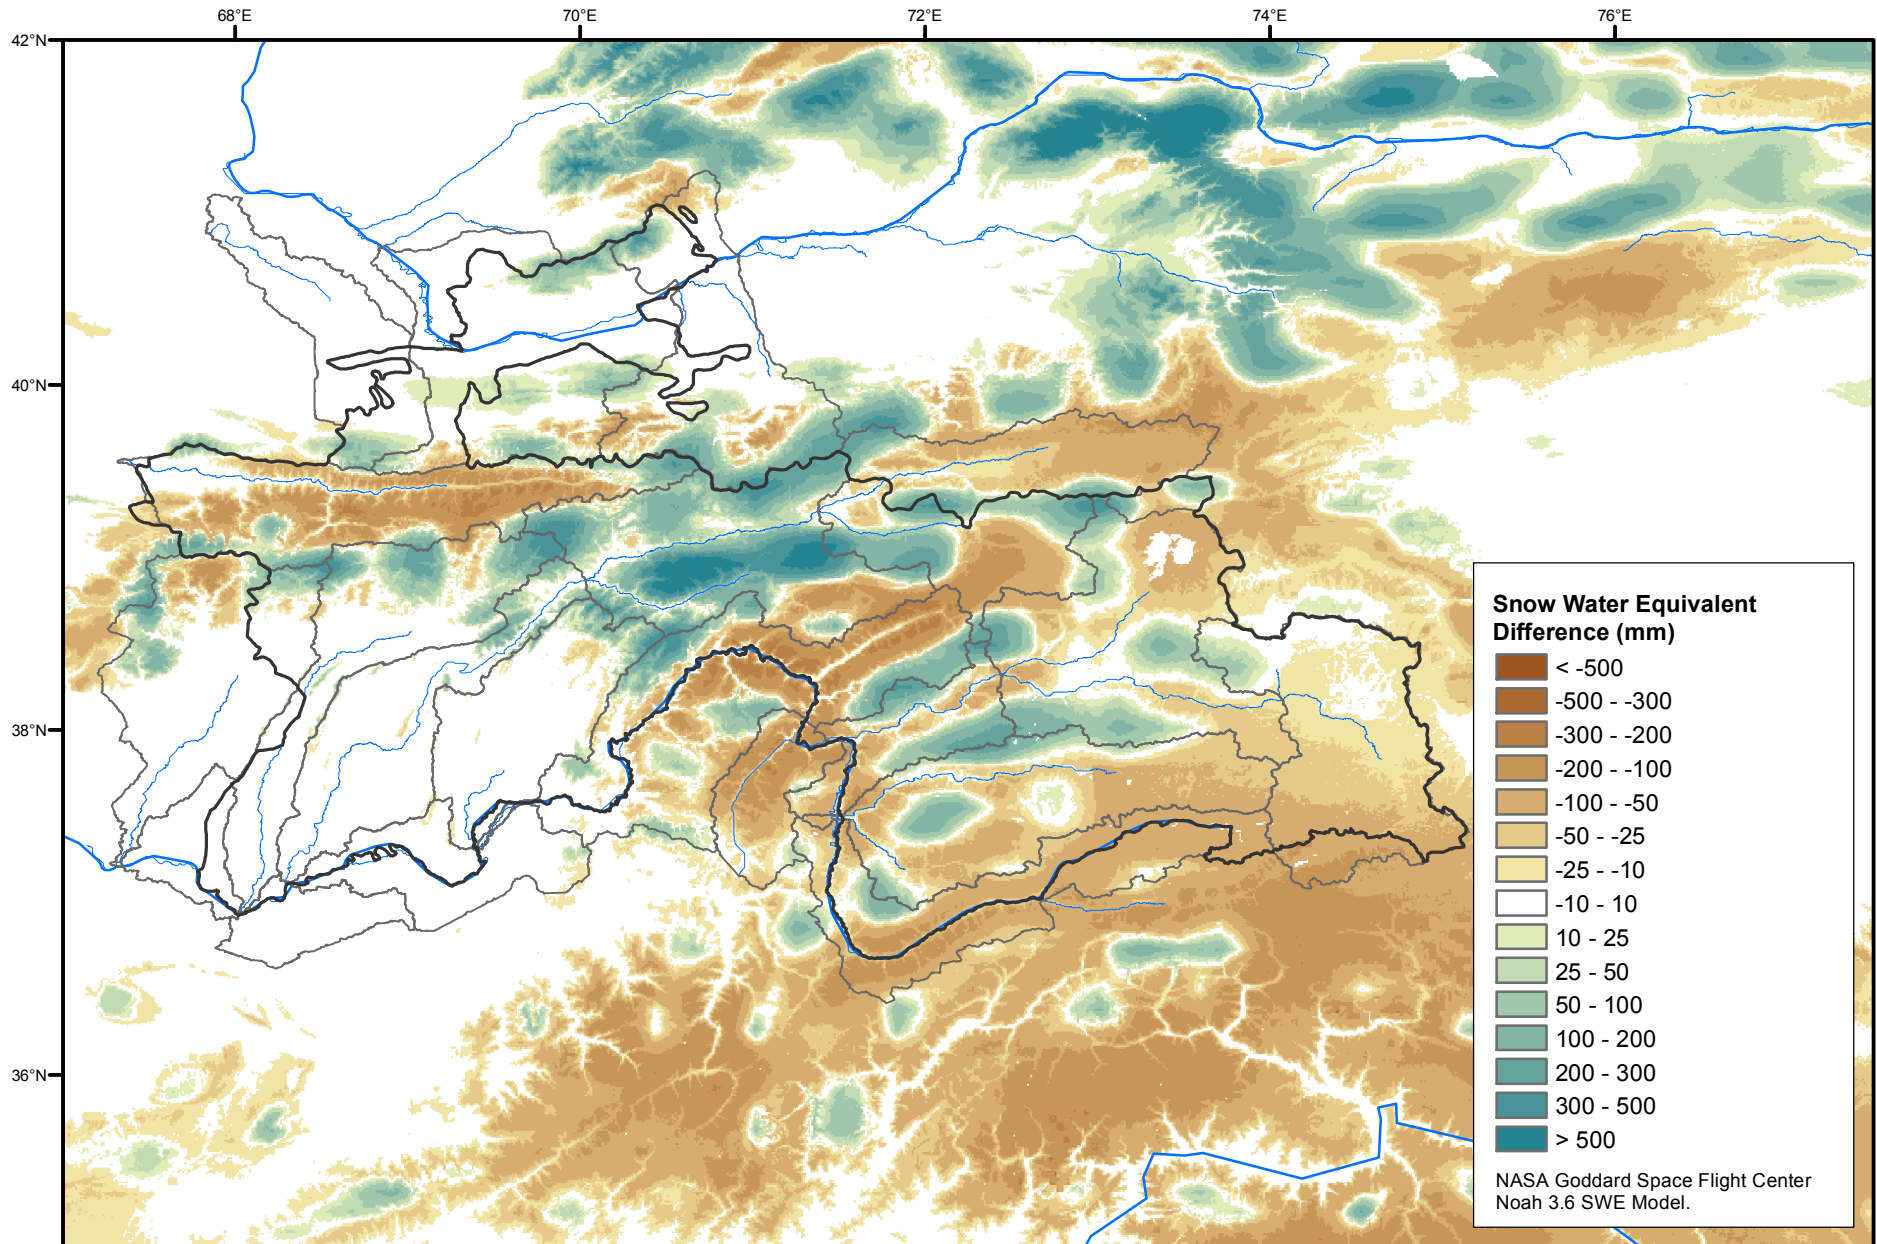 68°E
70°E
72°E
74°E
76°E
42°N
40°N
38°N
36°N
Snow Water Equivalent
Difference (mm)
< -500
-500 - -300
-300 - -200
-200 - -100
-100 - -50
-50 - -25
-25 - -10
-10 - 10
10 - 25
25 - 50
50 - 100
100 - 200
200 - 300
300 - 500
> 500
NASA Goddard Space Flight Center
Noah 3.6 SWE Model.